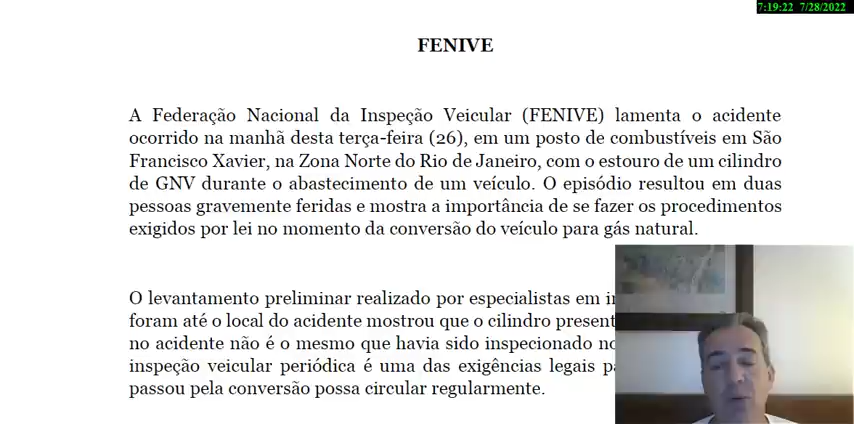 7:19:22 7/28/2022
FENIVE
A Federação Nacional da Inspeção Veicular (FENIVE) lamenta o acidente
ocorrido na manhã desta terça-feira (26), em um posto de combustíveis em São
Francisco Xavier, na Zona Norte do Rio de Janeiro, com o estouro de um cilindro
de GNV durante o abastecimento de um veículo. O episódio resultou em duas
pessoas gravemente feridas e mostra a importância de se fazer os procedimentos
exigidos por lei no momento da conversão do veículo para gás natural.
O levantamento preliminar realizado por especialistas em
foram até o local do acidente mostrou que o cilindro
no acidente não é o mesmo que havia sido inspecionado
inspeção veicular periódica é uma das exigências legais
passou pela conversão possa circular regularmente.